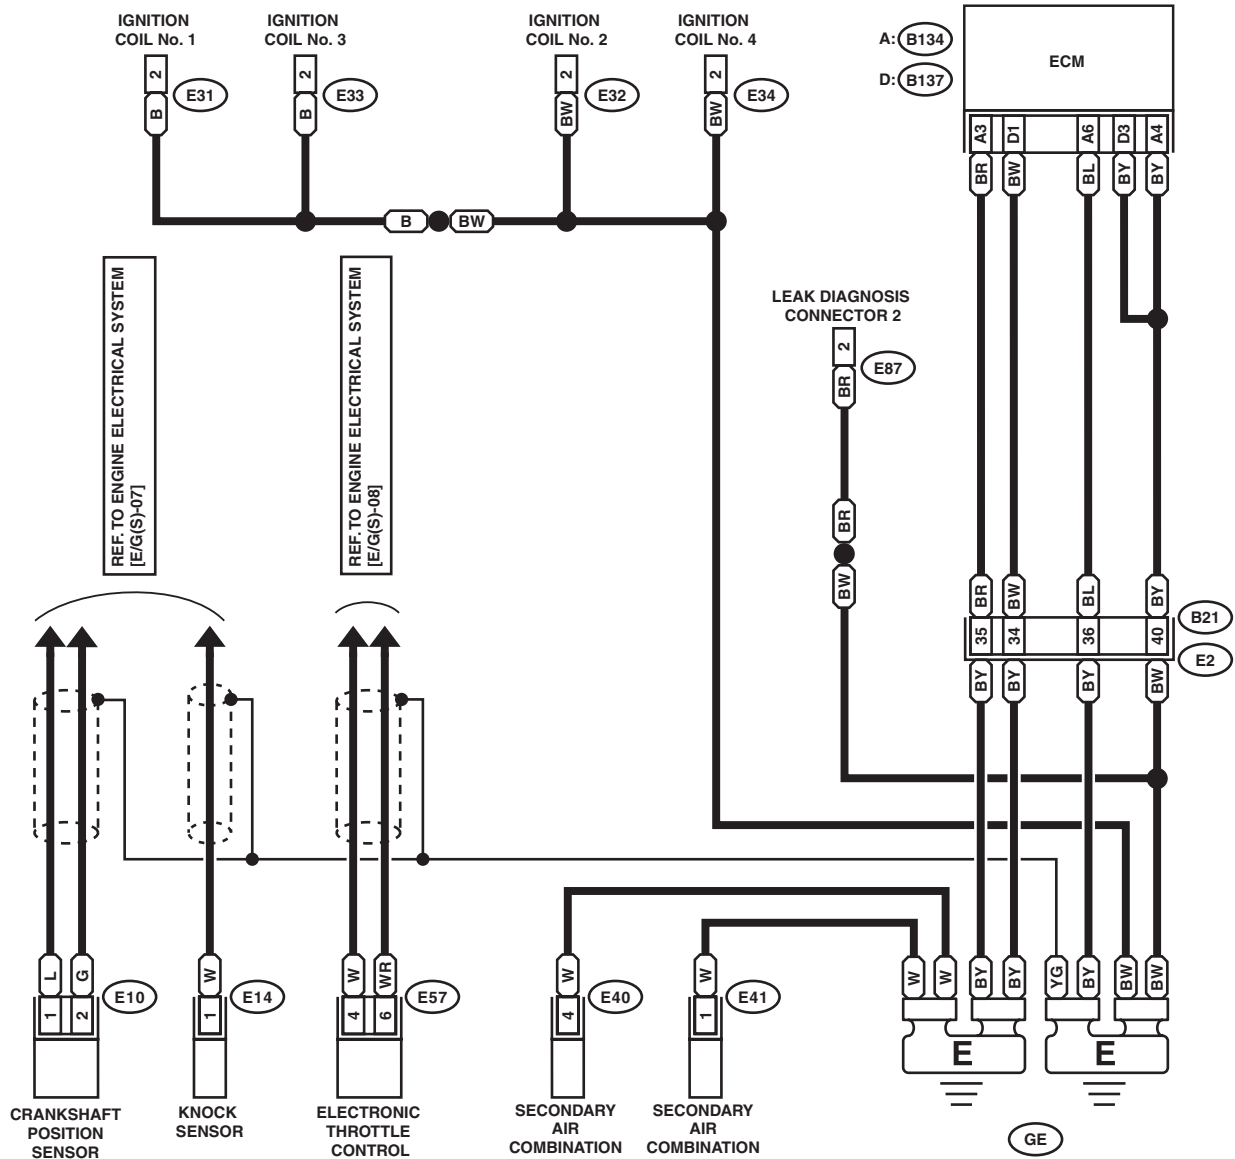 IGNITION
COIL No. 1
IGNITION
COIL No. 3
IGNITION
COIL No. 2
IGNITION
COIL No. 4
2
B
E31
2
B
E33
2
BW
E32
2
BW
E34
B
BW
A: B134
D: B137
ECM
A3
D1
A6
D3
A4
BR
BW
BL
BY
BY
REF. TO ENGINE ELECTRICAL SYSTEM
[E/G(S)-07]
REF. TO ENGINE ELECTRICAL SYSTEM
[E/G(S)-08]
LEAK DIAGNOSIS
CONNECTOR 2
2
BR
E87
BR
BW
BR
BW
BL
BY
35
34
36
40
B21
E2
BY
BY
BY
BW
L
G
1
2
E10
CRANKSHAFT
POSITION
SENSOR
W
1
E14
KNOCK
SENSOR
W
WR
4
6
E57
ELECTRONIC
THROTTLE
CONTROL
W
4
E40
SECONDARY
AIR
COMBINATION
W
1
E41
SECONDARY
AIR
COMBINATION
W
W
BY
BY
YG
BY
BW
BW
E
E
GE